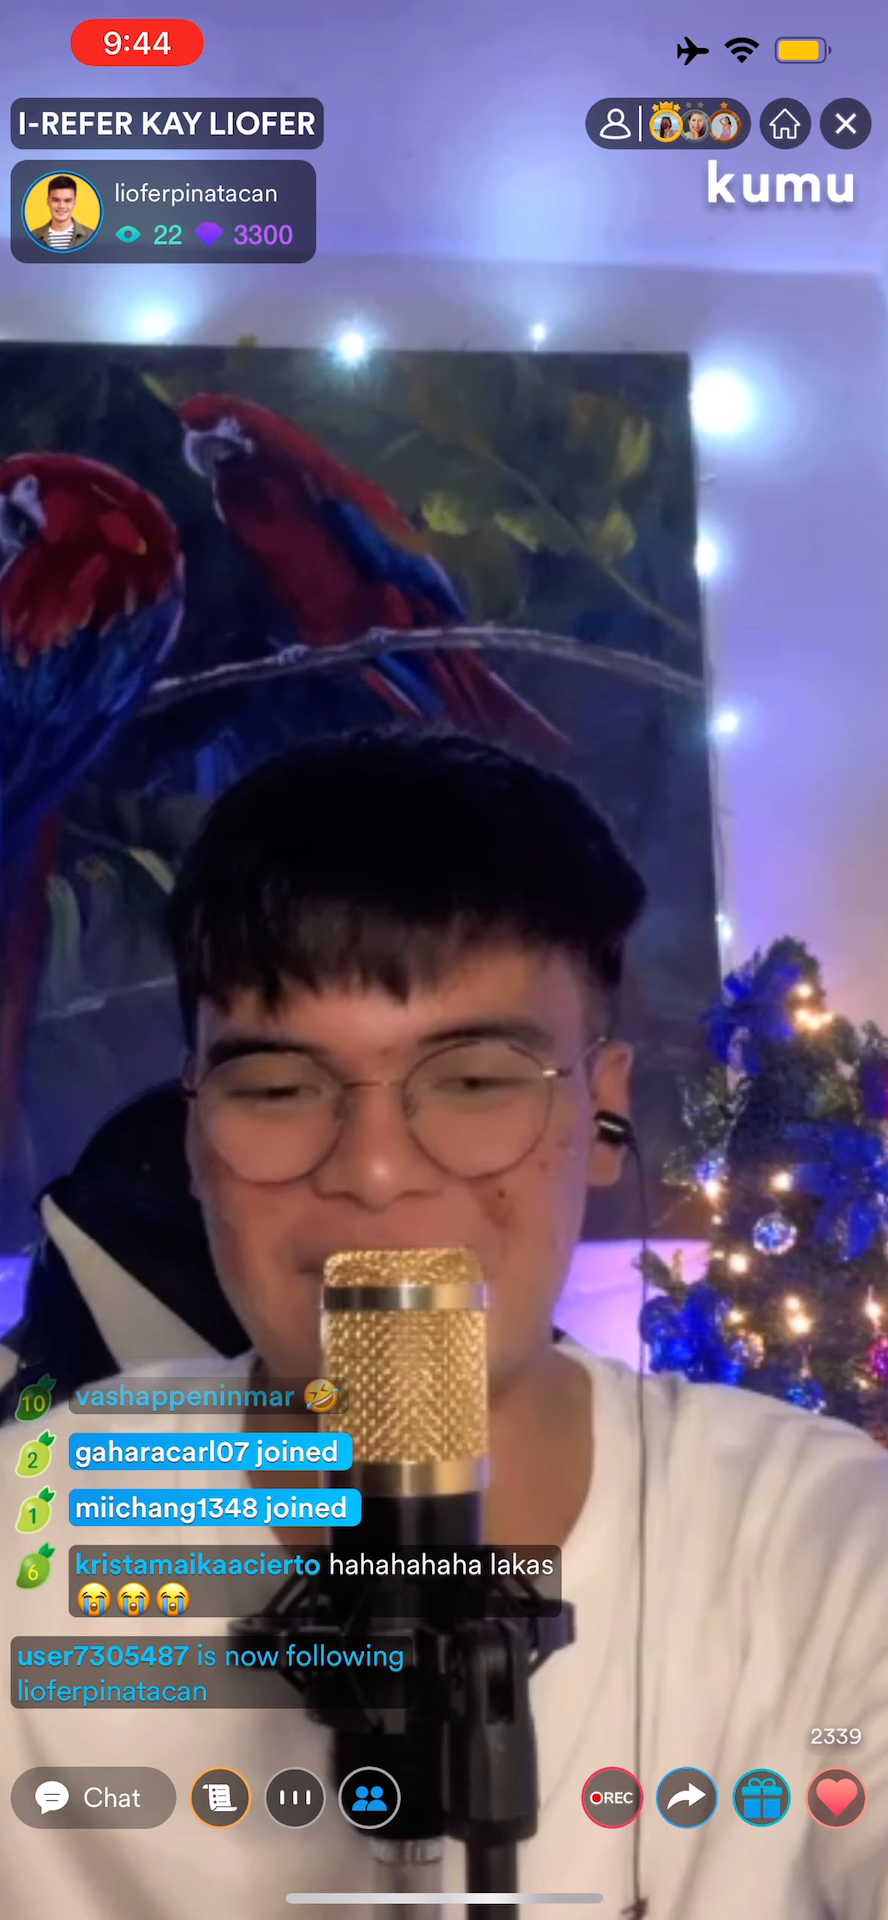 9:44
I-REFER KAY LIOFER
kumu
lioferpinatacan
22 3300
10 vashappeninmar 🤣
2 gaharacarl07 joined
1 miichang1348 joined
6 kristamaikaacierto hahahahaha lakas
😭😭😭
user7305487 is now following
lioferpinatacan
2339
Chat
REC